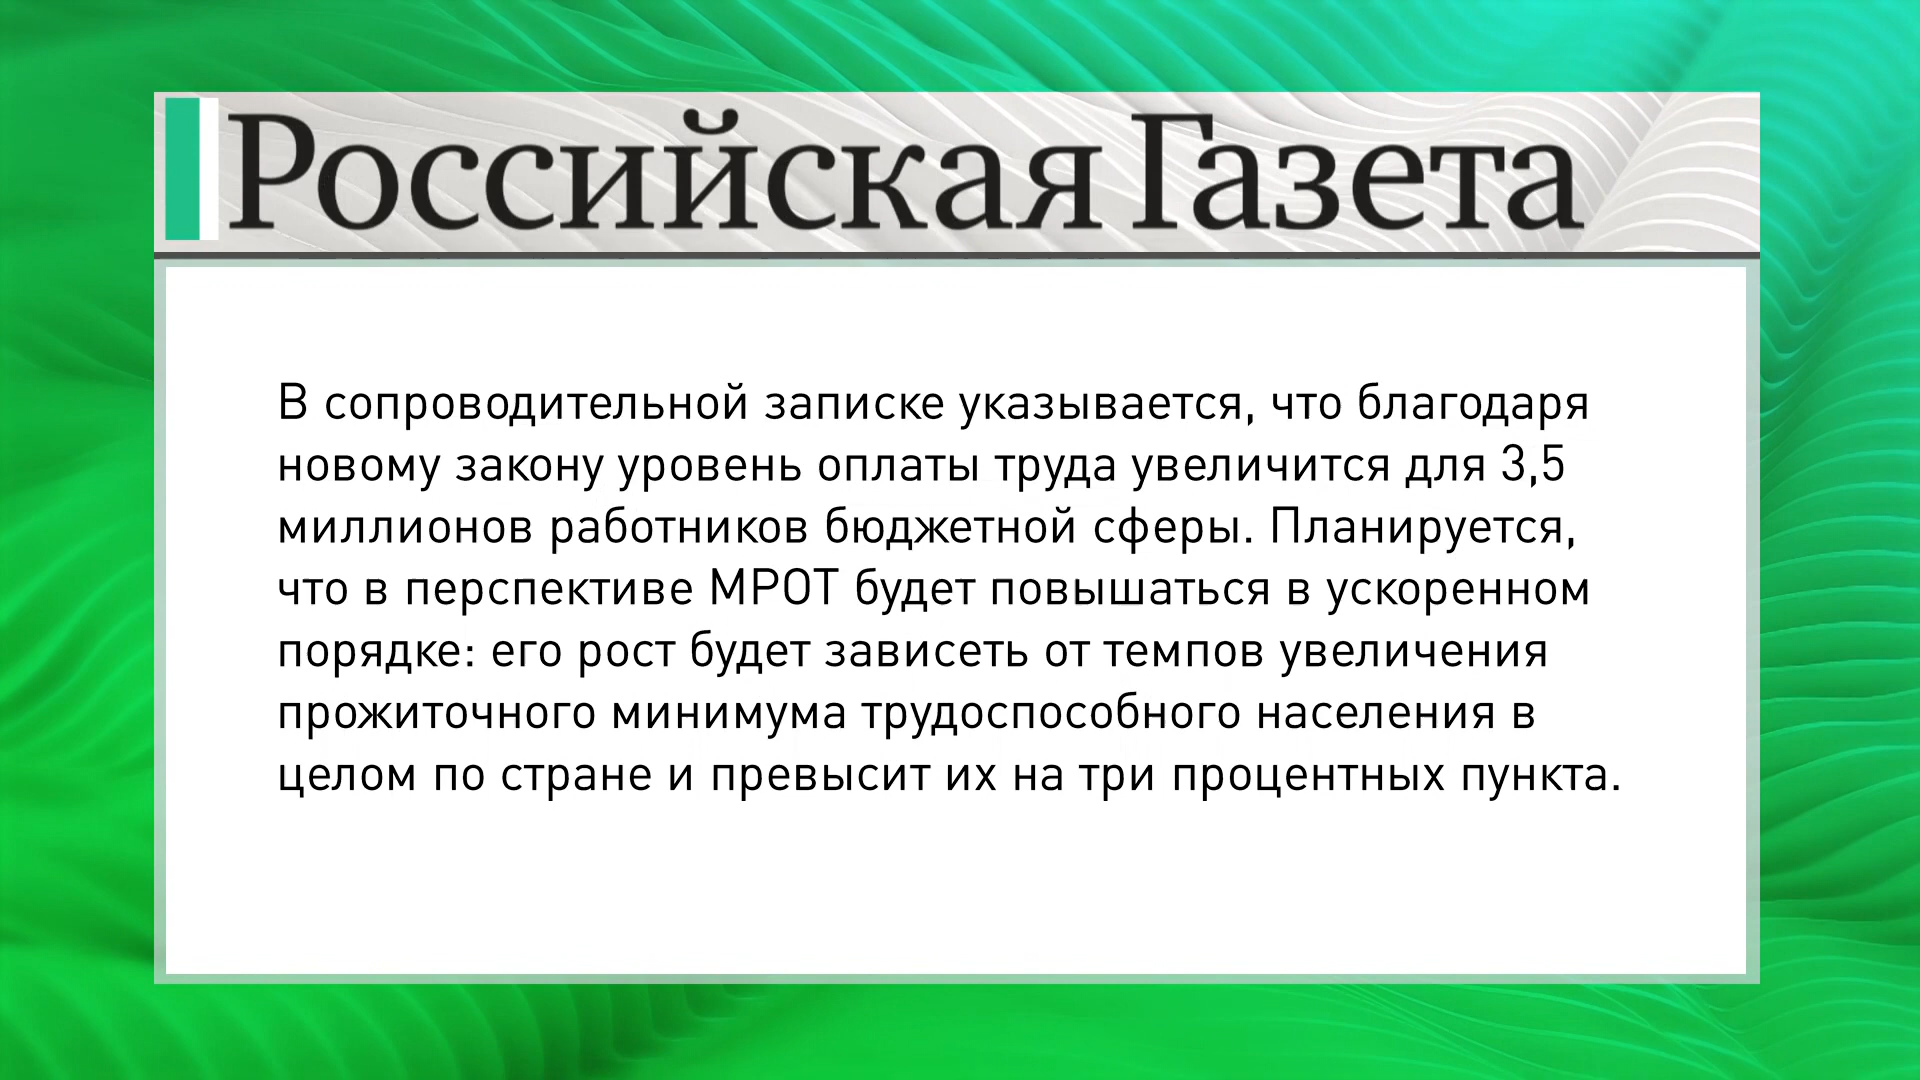 Российская Газета
В сопроводительной записке указывается, что благодаря
новому закону уровень оплаты труда увеличится для 3,5
миллионов работников бюджетной сферы. Планируется,
что в перспективе МРОТ будет повышаться в ускоренном
порядке: его рост будет зависеть от темпов увеличения
прожиточного минимума трудоспособного населения в
целом по стране и превысит их на три процентных пункта.